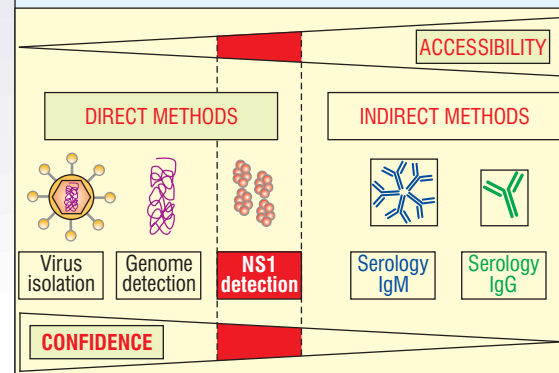 ACCESSIBILITY
DIRECT METHODS
INDIRECT METHODS
Virus
isolation
Genome
detection
NS1
detection
Serology
IgM
Serology
IgG
CONFIDENCE